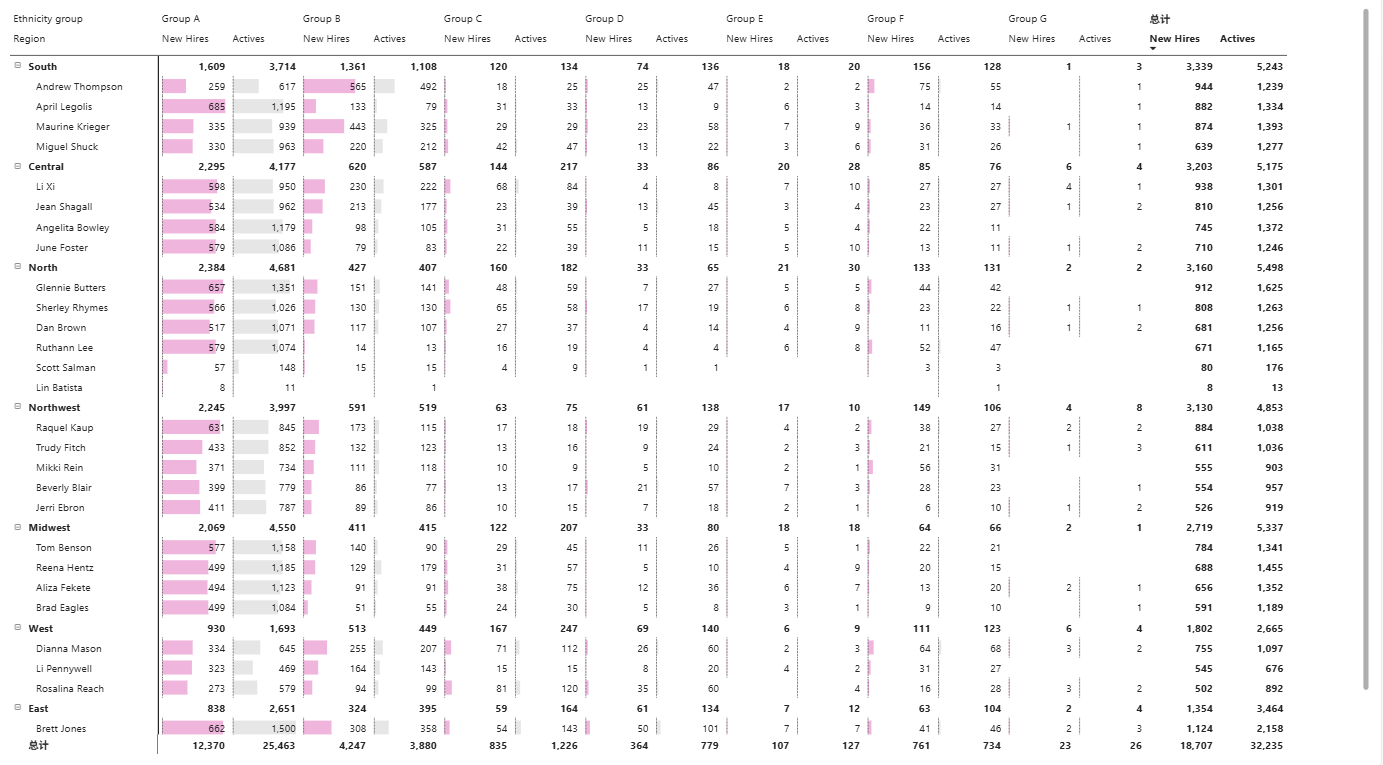 Ethnicity group Group A Group B Group C Group D Group E Group F Group G 总计
Region New Hires Actives New Hires Actives New Hires Actives New Hires Actives New Hires Actives New Hires Actives New Hires Actives New Hires Actives
South 1,609 3,714 1,361 1,108 120 134 74 136 18 20 156 128 1 3 3,339 5,243
Andrew Thompson 259 617 565 492 18 25 25 47 2 2 75 55 1 944 1,239
April Legolis 685 1,195 133 79 31 33 13 9 6 3 14 14 1 882 1,334
Maurine Krieger 335 939 443 325 29 29 23 58 7 9 36 33 1 1 874 1,393
Miguel Shuck 330 963 220 212 42 47 13 22 3 6 31 26 1 639 1,277
Central 2,295 4,177 620 587 144 217 33 86 20 28 85 76 6 4 3,203 5,175
Li Xi 598 950 230 222 68 84 4 8 7 10 27 27 4 1 938 1,301
Jean Shagall 534 962 213 177 23 39 13 45 3 4 23 27 1 2 810 1,256
Angelita Bowley 584 1,179 98 105 31 55 5 18 5 4 22 11 745 1,372
June Foster 579 1,086 79 83 22 39 11 15 5 10 13 11 1 2 710 1,246
North 2,384 4,681 427 407 160 182 33 65 21 30 133 131 2 2 3,160 5,498
Glennie Butters 657 1,351 151 141 48 59 7 27 5 5 44 42 912 1,625
Sherley Rhymes 566 1,026 130 130 65 58 17 19 6 8 23 22 1 1 808 1,263
Dan Brown 517 1,071 117 107 27 37 4 14 4 9 11 16 1 2 681 1,256
Ruthann Lee 579 1,074 14 13 16 19 4 4 6 8 52 47 671 1,165
Scott Salman 57 148 15 15 4 9 1 1 3 3 80 176
Lin Batista 8 11 1 1 8 13
Northwest 2,245 3,997 591 519 63 75 61 138 17 10 149 106 4 8 3,130 4,853
Raquel Kaup 631 845 173 115 17 18 19 29 4 2 38 27 2 2 884 1,038
Trudy Fitch 433 852 132 123 13 16 9 24 2 3 21 15 1 3 611 1,036
Mikki Rein 371 734 111 118 10 9 5 10 2 1 56 31 555 903
Beverly Blair 399 779 86 77 13 17 21 57 7 3 28 23 1 554 957
Jerri Ebron 411 787 89 86 10 15 7 18 2 1 6 10 1 2 526 919
Midwest 2,069 4,550 411 415 122 207 33 80 18 18 64 66 2 1 2,719 5,337
Tom Benson 577 1,158 140 90 29 45 11 26 5 1 22 21 784 1,341
Reena Hentz 499 1,185 129 179 31 57 5 10 4 9 20 15 688 1,455
Aliza Fekete 494 1,123 91 91 38 75 12 36 6 7 13 20 2 1 656 1,352
Brad Eagles 499 1,084 51 55 24 30 5 8 3 1 9 10 1 591 1,189
West 930 1,693 513 449 167 247 69 140 6 9 111 123 6 4 1,802 2,665
Dianna Mason 334 645 255 207 71 112 26 60 2 3 64 68 3 2 755 1,097
Li Pennywell 323 469 164 143 15 15 8 20 4 2 31 27 545 676
Rosalina Reach 273 579 94 99 81 120 35 60 4 16 28 3 2 502 892
East 838 2,651 324 395 59 164 61 134 7 12 63 104 2 4 1,354 3,464
Brett Jones 662 1,500 308 358 54 143 50 101 7 7 41 46 2 3 1,124 2,158
总计 12,370 25,463 4,247 3,880 835 1,226 364 779 107 127 761 734 23 26 18,707 32,235